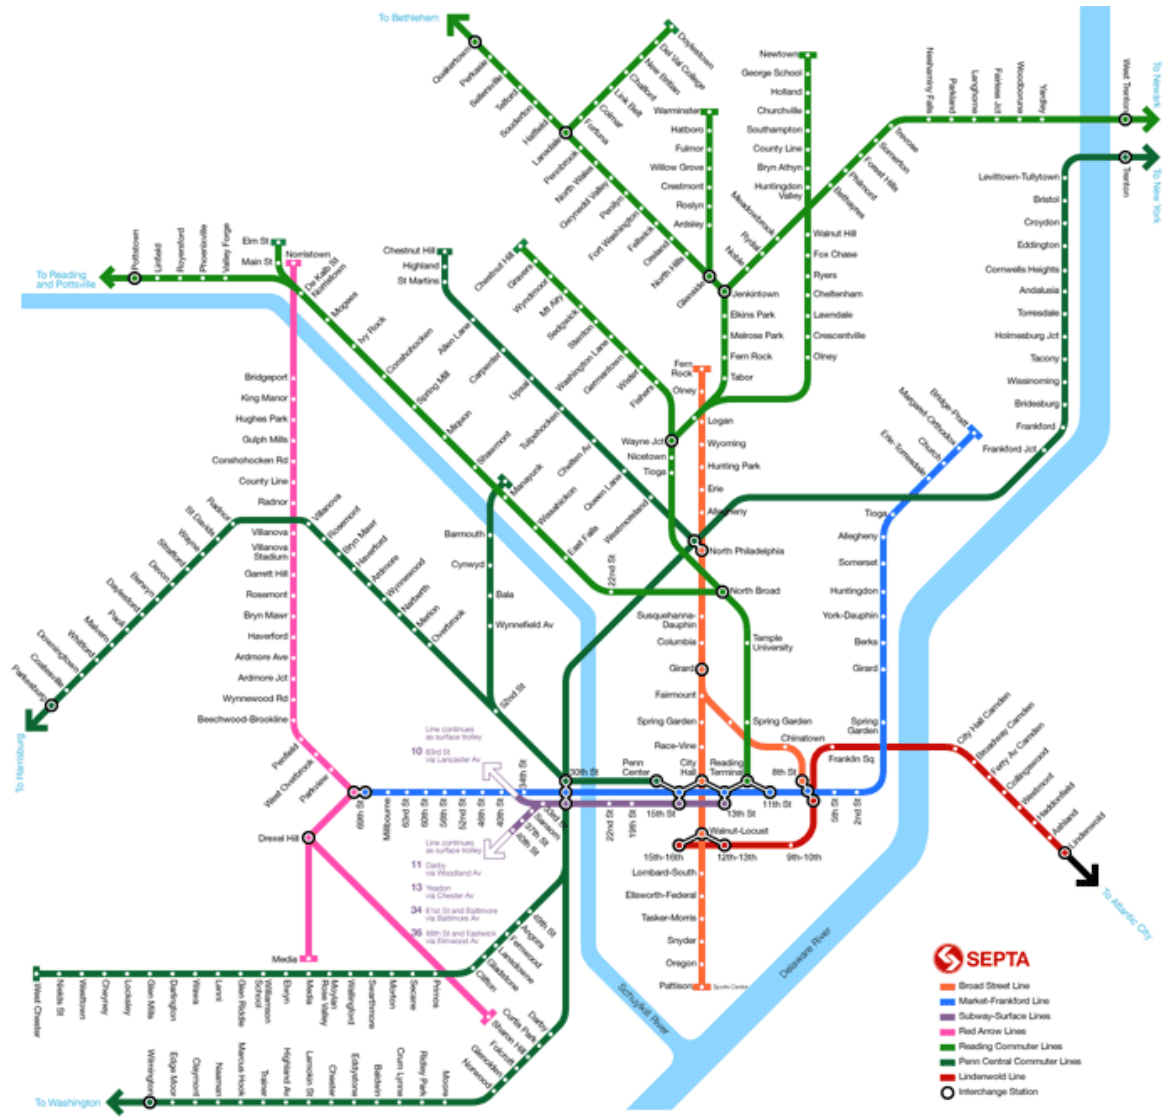 To Bethlehem
Quakertown
Perkasie
Sellersville
Telford
Souderton
Hatfield
Lansdale
Doylestown
Del Val College
New Britain
Chalfont
Link Belt
Colmar
Fortuna
Pennbrook
North Wales
Gwynedd Valley
Penllyn
Fort Washington
Fellwick
Oreland
North Hills
Glenside
Warminster
Hatboro
Fulmor
Willow Grove
Crestmont
Roslyn
Ardsley
Newtown
George School
Holland
Churchville
Southampton
County Line
Bryn Athyn
Huntingdon
Valley
Walnut Hill
Fox Chase
Ryers
Cheltenham
Lawndale
Crescentville
Olney
To Newark
West Trenton
Yardley
Woodbourne
Fairless Jct
Langhorne
Parkland
Neshaminy Falls
Trevose
Somerton
Forest Hills
Philmont
Bethayres
Meadowbrook
Rydal
Noble
Jenkintown
Elkins Park
Melrose Park
Fern Rock
Tabor
To New York
Trenton
Levittown-Tullytown
Bristol
Croydon
Eddington
Cornwells Heights
Andalusia
Torresdale
Holmesburg Jct
Tacony
Wissinoming
Bridesburg
Frankford
Frankford Jct
To Reading
and Pottsville
Pottstown
Linfield
Royersford
Phoenixville
Valley Forge
Elm St
Main St
Norristown
De Kalb St
Norristown
Mogees
Ivy Rock
Conshohocken
Spring Mill
Miquon
Shawmont
Manayunk
Wissahickon
East Falls
22nd St
North Broad
Chestnut Hill
Highland
St Martins
Allen Lane
Carpenter
Upsal
Tulpehocken
Chelten Av
Queen Lane
Westmoreland
North Philadelphia
Chestnut Hill
Gravers
Wyndmoor
Mt Airy
Sedgwick
Stenton
Washington Lane
Germantown
Wister
Fishers
Wayne Jct
Nicetown
Tioga
Temple
University
Spring Garden
Reading
Terminal
Fern
Rock
Olney
Logan
Wyoming
Hunting Park
Erie
Allegheny
Susquehanna-
Dauphin
Columbia
Girard
Fairmount
Spring Garden
Race-Vine
City
Hall
Walnut-Locust
Lombard-South
Ellsworth-Federal
Tasker-Morris
Snyder
Oregon
Pattison
Sports Centre
Chinatown
8th St
Bridge-Pratt
Margaret-Orthodox
Church
Erie-Torresdale
Tioga
Allegheny
Somerset
Huntingdon
York-Dauphin
Berks
Girard
Spring
Garden
2nd St
5th St
11th St
13th St
15th St
Penn
Center
30th St
34th St
40th St
46th St
52nd St
56th St
60th St
63rd St
Millbourne
69th St
19th St
22nd St
33rd St
Sansom
37th St
40th St
Franklin Sq
City Hall Camden
Broadway Camden
Ferry Av Camden
Collingswood
Westmont
Haddonfield
Ashland
Lindenwold
To Atlantic City
9th-10th
12th-13th
15th-16th
Bridgeport
King Manor
Hughes Park
Gulph Mills
Conshohocken Rd
County Line
Radnor
Villanova
Villanova
Stadium
Garrett Hill
Rosemont
Bryn Mawr
Haverford
Ardmore Ave
Ardmore Jct
Wynnewood Rd
Beechwood-Brookline
Penfield
West Overbrook
Parkview
Drexel Hill
Media
Sharon Hill
Radnor
St Davids
Wayne
Strafford
Devon
Berwyn
Daylesford
Paoli
Malvern
Whitford
Downingtown
Coatesville
Parkesburg
To Harrisburg
Villanova
Rosemont
Bryn Mawr
Haverford
Ardmore
Wynnewood
Narberth
Merion
Overbrook
52nd St
Barmouth
Cynwyd
Bala
Wynnefield Av
Line continues
as surface trolley
10 63rd St
via Lancaster Av
Line continues
as surface trolley
11 Darby
via Woodland Av
13 Yeadon
via Chester Av
34 61st St and Baltimore
via Baltimore Av
36 88th St and Eastwick
via Elmwood Av
49th St
Angora
Fernwood
Lansdowne
Gladstone
Clifton
Primos
Secane
Morton
Swarthmore
Wallingford
Moylan
Rose Valley
Media
Elwyn
Williamson
School
Glen Riddle
Lenni
Wawa
Darlington
Glen Mills
Locksley
Cheyney
Westtown
Nields St
West Chester
Darby
Curtis Park
Folcroft
Glenolden
Norwood
Moores
Ridley Park
Crum Lynne
Baldwin
Eddystone
Chester
Lamokin St
Highland Av
Trainer
Marcus Hook
Naaman
Claymont
Edge Moor
Wilmington
To Washington
Schuylkill River
Delaware River
SEPTA
Broad Street Line
Market-Frankford Line
Subway-Surface Lines
Red Arrow Lines
Reading Commuter Lines
Penn Central Commuter Lines
Lindenwold Line
Interchange Station